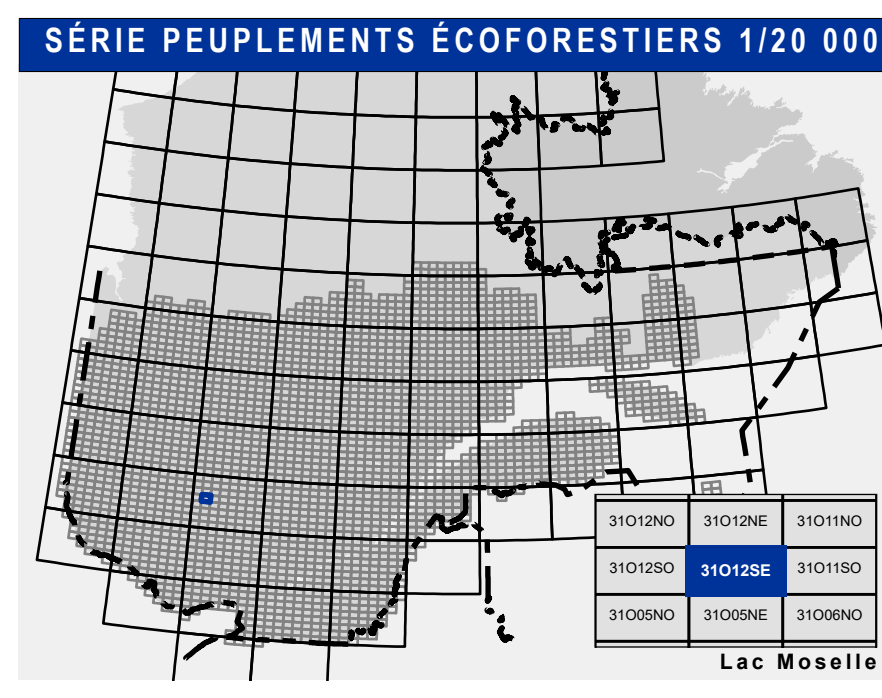 SÉRIE PEUPLEMENTS ÉCOFORESTIERS 1/20 000
31O12NO 31O12NE 31O11NO
31O12SO 31O12SE 31O11SO
31O05NO 31O05NE 31O06NO
Lac Moselle